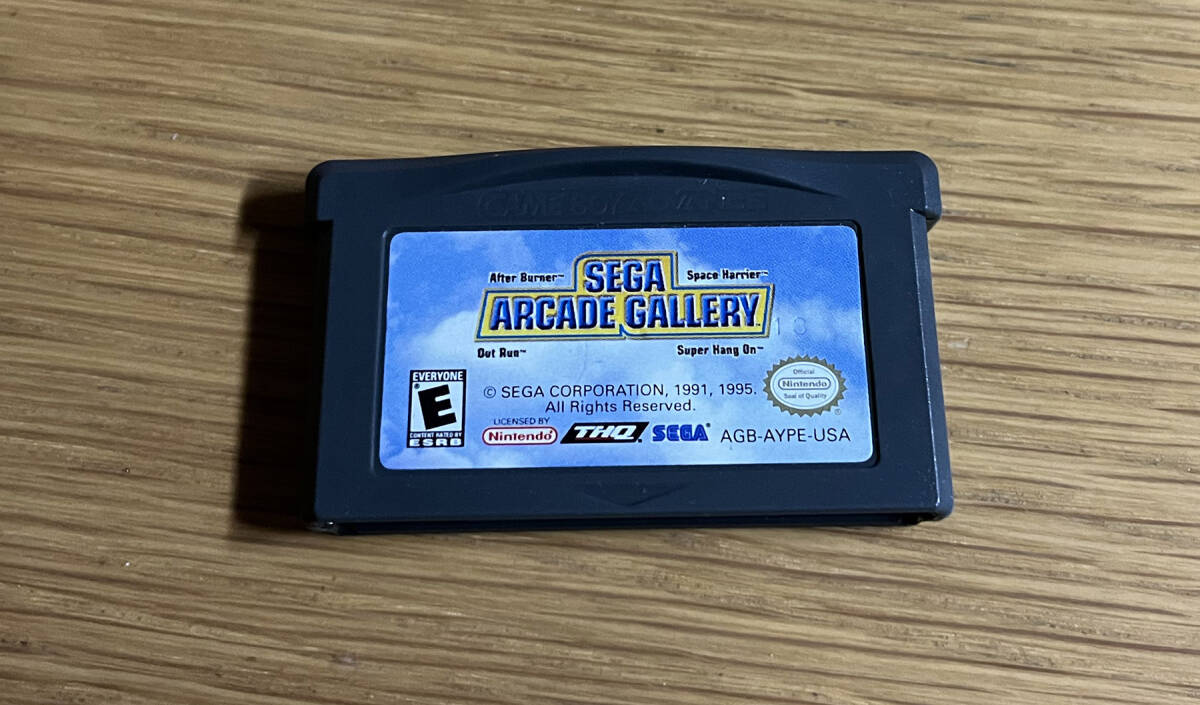 GAME BOY ADVANCE
After Burner™ SEGA Space Harrier™
ARCADE GALLERY™
Out Run™ Super Hang On™
EVERYONE
E
CONTENT RATED BY
ESRB
© SEGA CORPORATION, 1991, 1995.
All Rights Reserved.
LICENSED BY
Nintendo® THQ® SEGA® AGB-AYPE-USA
Official
Nintendo
Seal of Quality
®
10